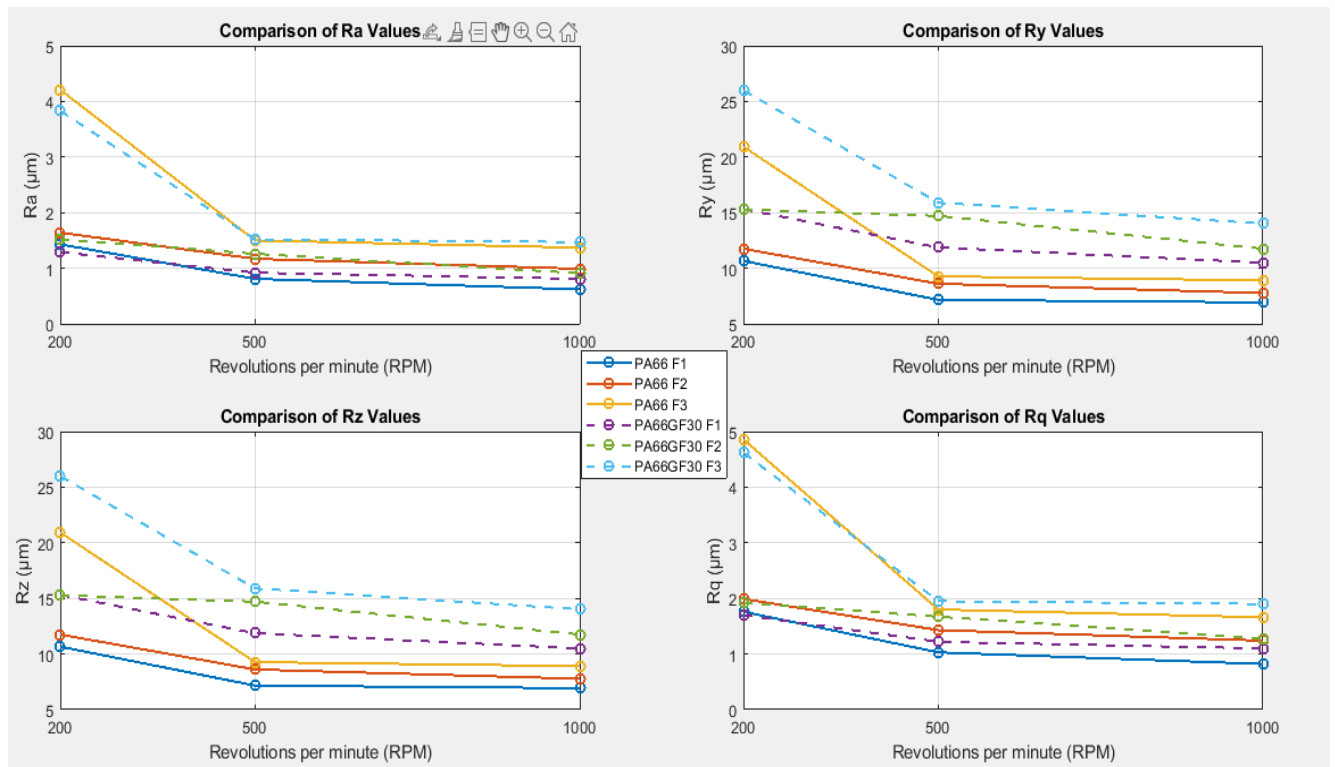 Comparison of Ra Values
5
4
3
2
1
0
Ra (µm)
200
500
1000
Revolutions per minute (RPM)
Comparison of Ry Values
30
25
20
15
10
5
Ry (µm)
200
500
1000
Revolutions per minute (RPM)
PA66 F1
PA66 F2
PA66 F3
PA66GF30 F1
PA66GF30 F2
PA66GF30 F3
Comparison of Rz Values
30
25
20
15
10
5
Rz (µm)
200
500
1000
Revolutions per minute (RPM)
Comparison of Rq Values
5
4
3
2
1
0
Rq (µm)
200
500
1000
Revolutions per minute (RPM)